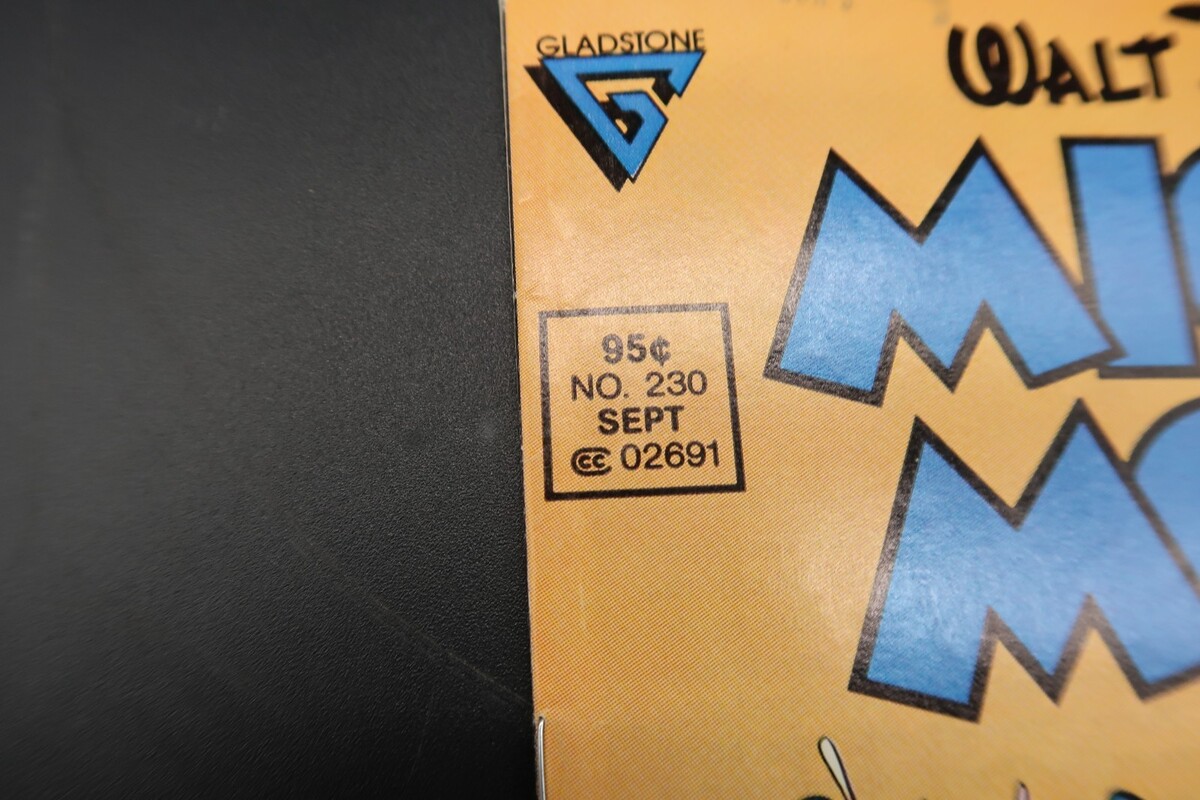 GLADSTONE
WALT
95¢
NO. 230
SEPT
CC 02691